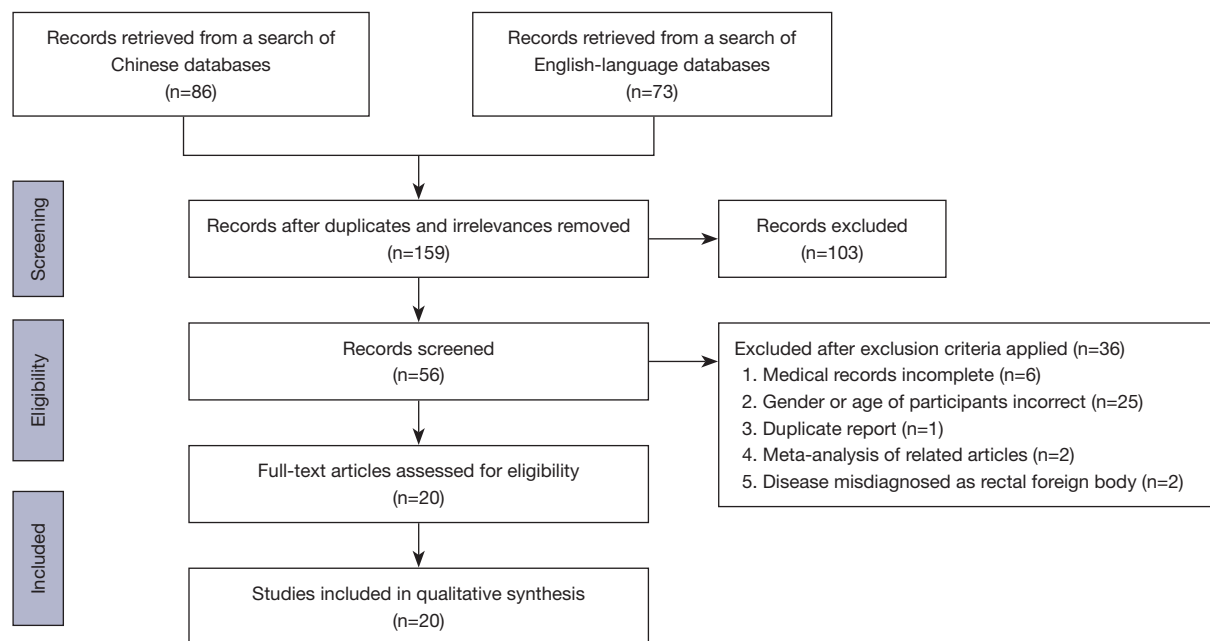 Records retrieved from a search of
Chinese databases
(n=86)
Records retrieved from a search of
English-language databases
(n=73)
Screening
Records after duplicates and irrelevances removed
(n=159)
Records excluded
(n=103)
Eligibility
Records screened
(n=56)
Excluded after exclusion criteria applied (n=36)
1. Medical records incomplete (n=6)
2. Gender or age of participants incorrect (n=25)
3. Duplicate report (n=1)
4. Meta-analysis of related articles (n=2)
5. Disease misdiagnosed as rectal foreign body (n=2)
Full-text articles assessed for eligibility
(n=20)
Included
Studies included in qualitative synthesis
(n=20)